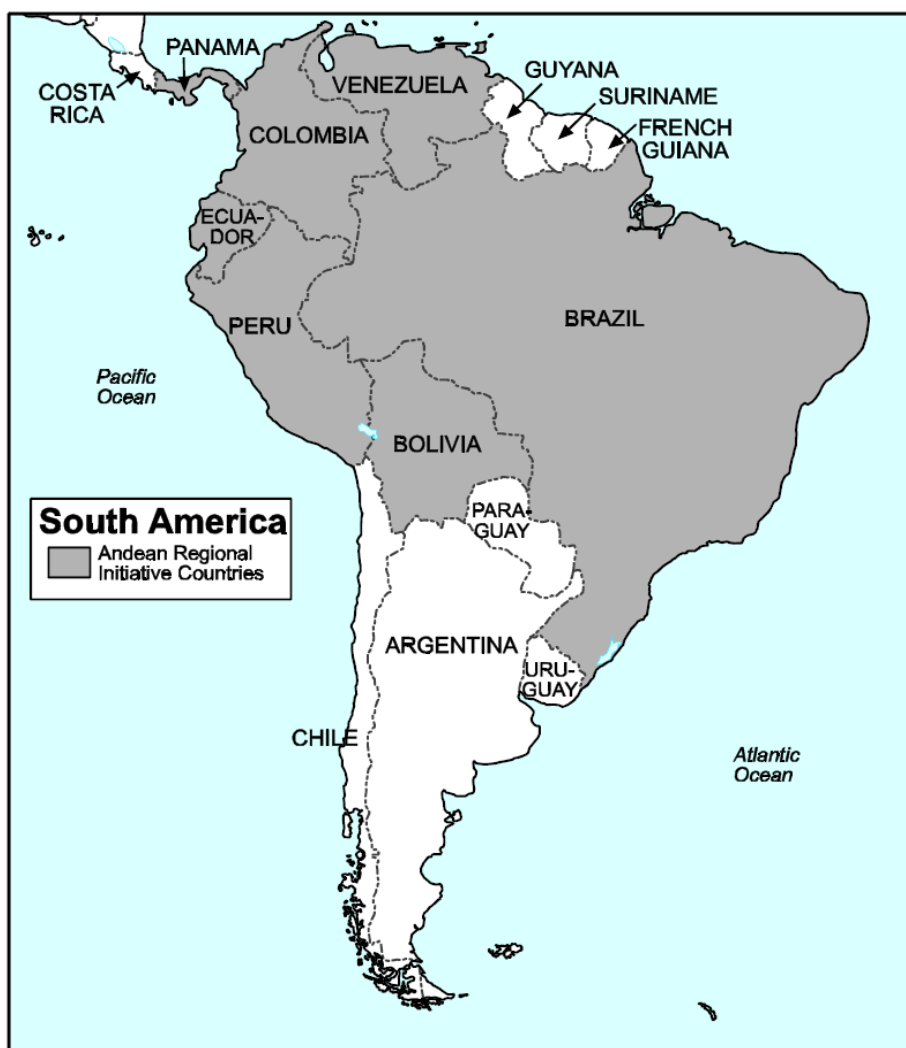 PANAMA
COSTA
RICA
VENEZUELA
GUYANA
SURINAME
FRENCH
GUIANA
COLOMBIA
ECUA-
DOR
PERU
BRAZIL
Pacific
Ocean
BOLIVIA
PARA-
GUAY
South America
Andean Regional
Initiative Countries
ARGENTINA
URU-
GUAY
CHILE
Atlantic
Ocean